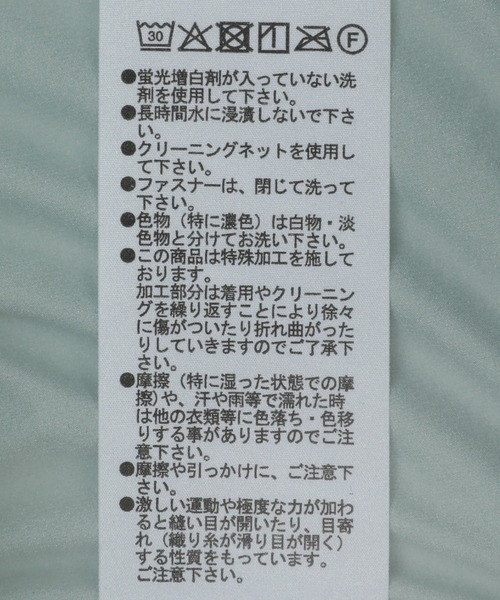 30 F
●蛍光増白剤が入っていない洗
剤を使用して下さい。
●長時間水に浸漬しないで下さ
い。
●クリーニングネットを使用し
て下さい。
●ファスナーは、閉じて洗って
下さい。
●色物（特に濃色）は白物・淡
色物と分けてお洗い下さい。
●この商品は特殊加工を施して
おります。
加工部分は着用やクリーニン
グを繰り返すことにより徐々
に傷がついたり折れ曲がった
りしていきますのでご了承下
さい。
●摩擦（特に湿った状態での摩
擦)や、汗や雨等で濡れた時
は他の衣類等に色落ち・色移
りする事がありますのでご注
意下さい。
●摩擦や引っかけに、ご注意下
さい。
●激しい運動や極度な力が加わ
ると縫い目が開いたり、目寄
れ（織り糸が滑り目が開く）
する性質をもっています。
ご注意下さい。